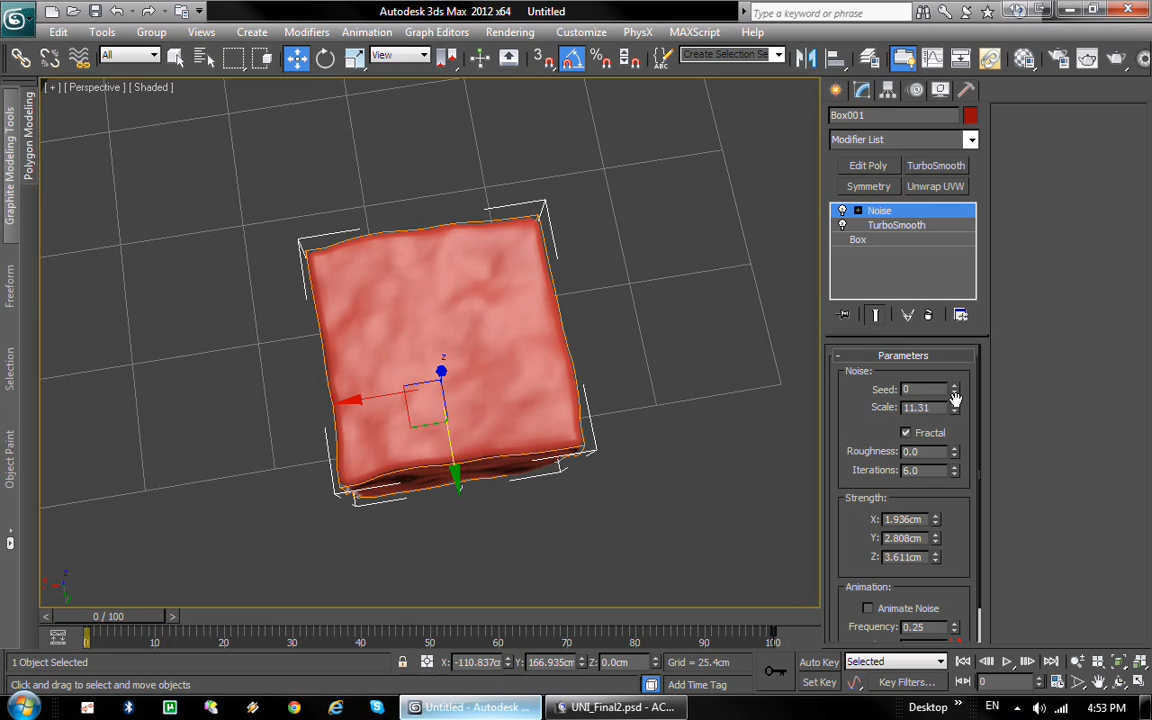 Autodesk 3ds Max 2012 x64 Untitled
Type a keyword or phrase
Edit Tools Group Views Create Modifiers Animation Graph Editors Rendering Customize PhysX MAXScript Help
All View Create Selection Se
[ + ] [ Perspective ] [ Shaded ]
Graphite Modeling Tools
Polygon Modeling
Freeform
Selection
Object Paint
z
Box001
Modifier List
Edit Poly TurboSmooth
Symmetry Unwrap UVW
Noise
TurboSmooth
Box
- Parameters
Noise:
Seed: 0
Scale: 11.31
Fractal
Roughness: 0.0
Iterations: 6.0
Strength:
X: 1.936cm
Y: 2.808cm
Z: 3.611cm
Animation:
Animate Noise
Frequency: 0.25
z
< 0 / 100 >
0 10 20 30 40 50 60 70 80 90 100
1 Object Selected X: -110.837c Y: 166.935cm Z: 0.0cm Grid = 25.4cm Auto Key Selected
Click and drag to select and move objects Add Time Tag Set Key Key Filters... 0
Untitled - Autodesk ... UNI_Final2.psd - AC... Desktop » EN 4:53 PM